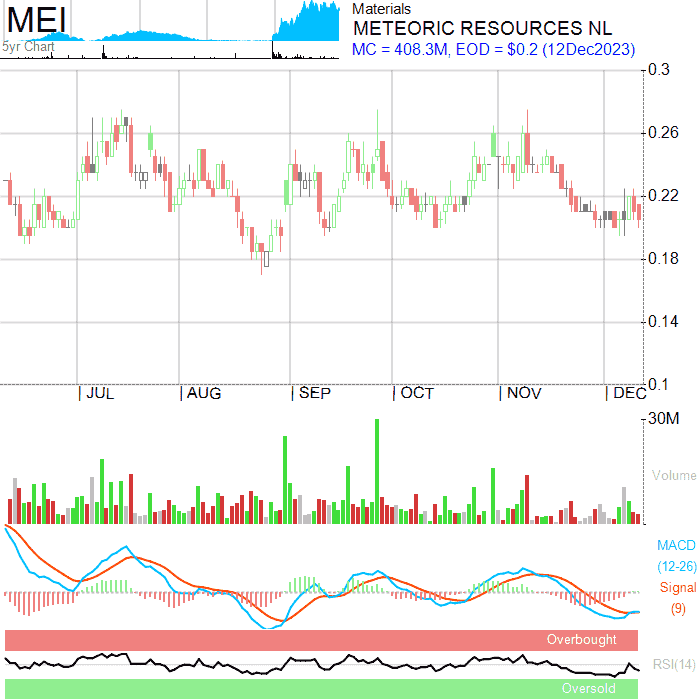 MEI
5yr Chart
Materials
METEORIC RESOURCES NL
MC = 408.3M, EOD = $0.2 (12Dec2023)
0.3
0.26
0.22
0.18
0.14
0.1
JUL AUG SEP OCT NOV DEC
30M
Volume
MACD
(12-26)
Signal
(9)
Overbought
RSI(14)
Oversold